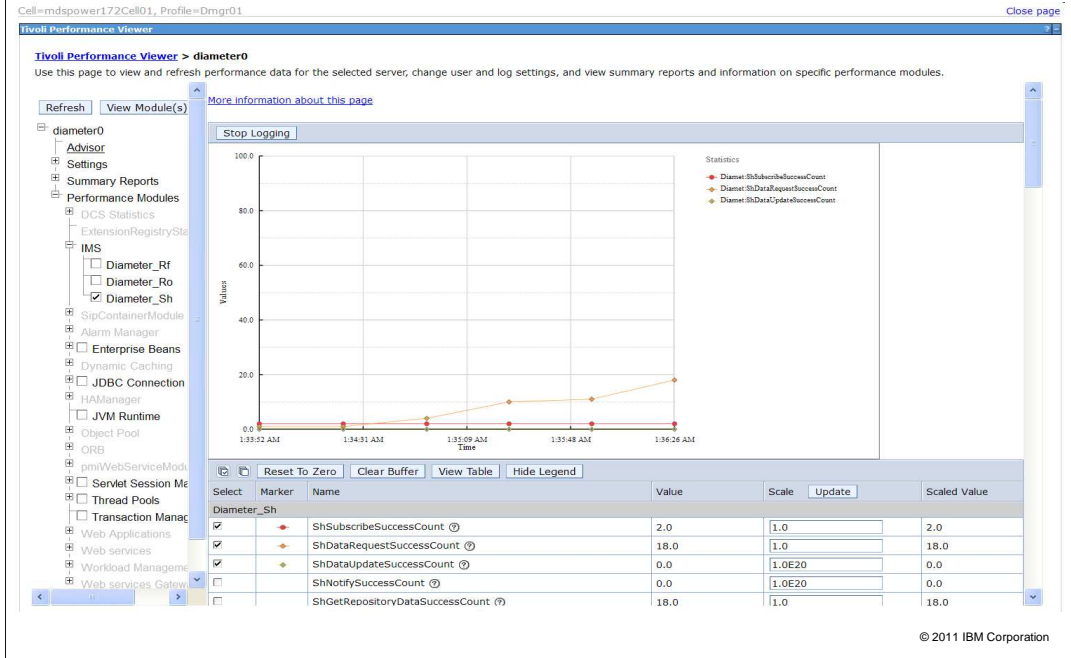 Cell=mdspower172Cell01, Profile=Dmgr01
Close page
Tivoli Performance Viewer
? –
Tivoli Performance Viewer > diameter0
Use this page to view and refresh performance data for the selected server, change user and log settings, and view summary reports and information on specific performance modules.
Refresh View Module(s)
More information about this page
diameter0
Advisor
Settings
Summary Reports
Performance Modules
DCS Statistics
ExtensionRegistrySta
IMS
Diameter_Rf
Diameter_Ro
Diameter_Sh
SipContainerModule
Alarm Manager
Enterprise Beans
Dynamic Caching
JDBC Connection
HAManager
JVM Runtime
Object Pool
ORB
pmiWebServiceModu
Servlet Session Ma
Thread Pools
Transaction Manag
Web Applications
Web services
Workload Manageme
Web services Gatew
Stop Logging
100.0
80.0
60.0
40.0
20.0
0.0
Values
1:33:52 AM 1:34:31 AM 1:35:09 AM 1:35:48 AM 1:36:26 AM
Time
Statistics
Diamet:ShSubscribeSuccessCount
Diamet:ShDataRequestSuccessCount
Diamet:ShDataUpdateSuccessCount
Reset To Zero Clear Buffer View Table Hide Legend
Select Marker Name Value Scale Update Scaled Value
Diameter_Sh
ShSubscribeSuccessCount ? 2.0 1.0 2.0
ShDataRequestSuccessCount ? 18.0 1.0 18.0
ShDataUpdateSuccessCount ? 0.0 1.0E20 0.0
ShNotifySuccessCount ? 0.0 1.0E20 0.0
ShGetRepositoryDataSuccessCount ? 18.0 1.0 18.0
© 2011 IBM Corporation